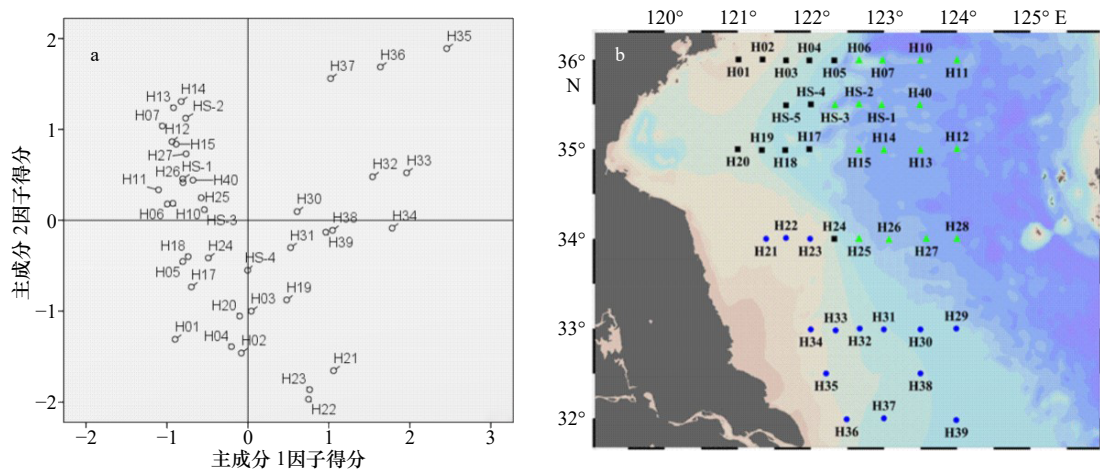 a
2
1
0
−1
−2
−2
−1
0
1
2
3
主成分 2因子得分
主成分 1因子得分
H35
H36
H37
H14
H13
HS-2
H07
H12
H15
H27
HS-1
H26
H11
H40
H25
H06
H10
HS-3
H33
H32
H30
H38
H34
H39
H31
H18
H24
H05
HS-4
H17
H20
H03
H19
H01
H04
H02
H21
H23
H22
b
120°
121°
122°
123°
124°
125° E
36°
N
35°
34°
33°
32°
H02
H04
H06
H10
H01
H03
H05
H07
H11
HS-4
HS-2
H40
HS-5
HS-3
HS-1
H19
H17
H14
H12
H20
H18
H15
H13
H22
H24
H26
H28
H21
H23
H25
H27
H33
H31
H29
H34
H32
H30
H35
H38
H37
H36
H39